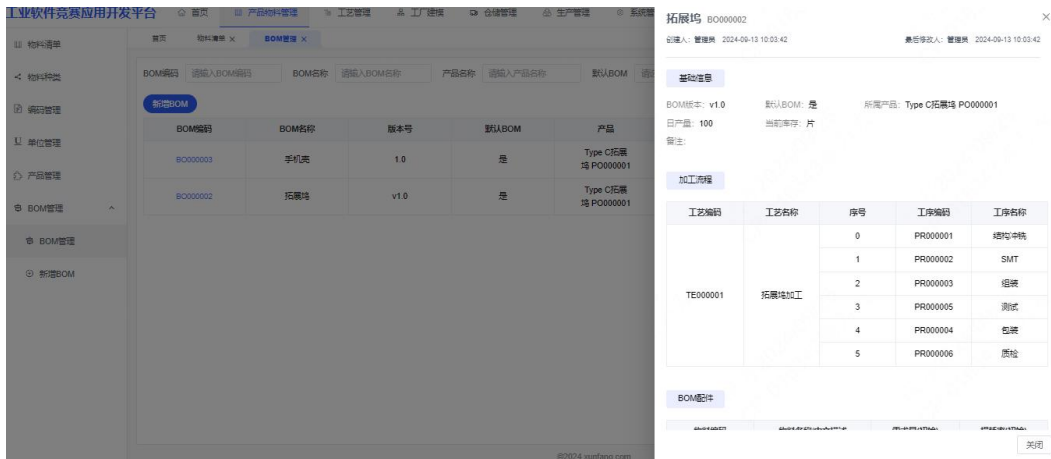 工业软件竞赛应用开发平台 首页 产品物料管理 工艺管理 工厂建模 仓储管理 生产管理 系统管
物料清单
物料种类
编码管理
单位管理
产品管理
BOM管理
BOM管理
新增BOM
首页 物料清单 × BOM管理 ×
BOM编码 请输入BOM编码 BOM名称 请输入BOM名称 产品名称 请输入产品名称 默认BOM
新增BOM
BOM编码 BOM名称 版本号 默认BOM 产品
BO000003 手机壳 1.0 是 Type C拓展
坞 PO000001
BO000002 拓展坞 v1.0 是 Type C拓展
坞 PO000001
©2024 xunfang.com
拓展坞 BO000002 ×
创建人：管理员 2024-09-13 10:03:42 最后修改人：管理员 2024-09-13 10:03:42
基础信息
BOM版本：v1.0 默认BOM：是 所属产品：Type C拓展坞 PO000001
日产量：100 当前库存：片
备注：
加工流程
工艺编码 工艺名称 序号 工序编码 工序名称
TE000001 拓展坞加工
0 PR000001 结构冲铣
1 PR000002 SMT
2 PR000003 组装
3 PR000005 测试
4 PR000004 包装
5 PR000006 质检
BOM配件
关闭